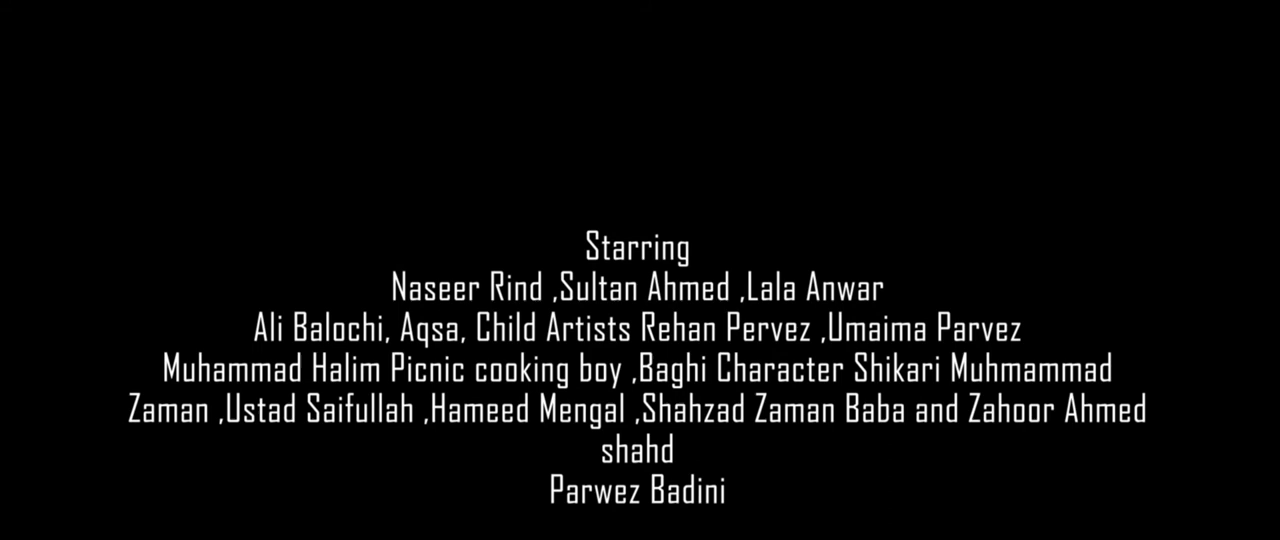 Starring
Naseer Rind ,Sultan Ahmed ,Lala Anwar
Ali Balochi, Aqsa, Child Artists Rehan Pervez ,Umaima Parvez
Muhammad Halim Picnic cooking boy ,Baghi Character Shikari Muhmammad
Zaman ,Ustad Saifullah ,Hameed Mengal ,Shahzad Zaman Baba and Zahoor Ahmed
shahd
Parwez Badini